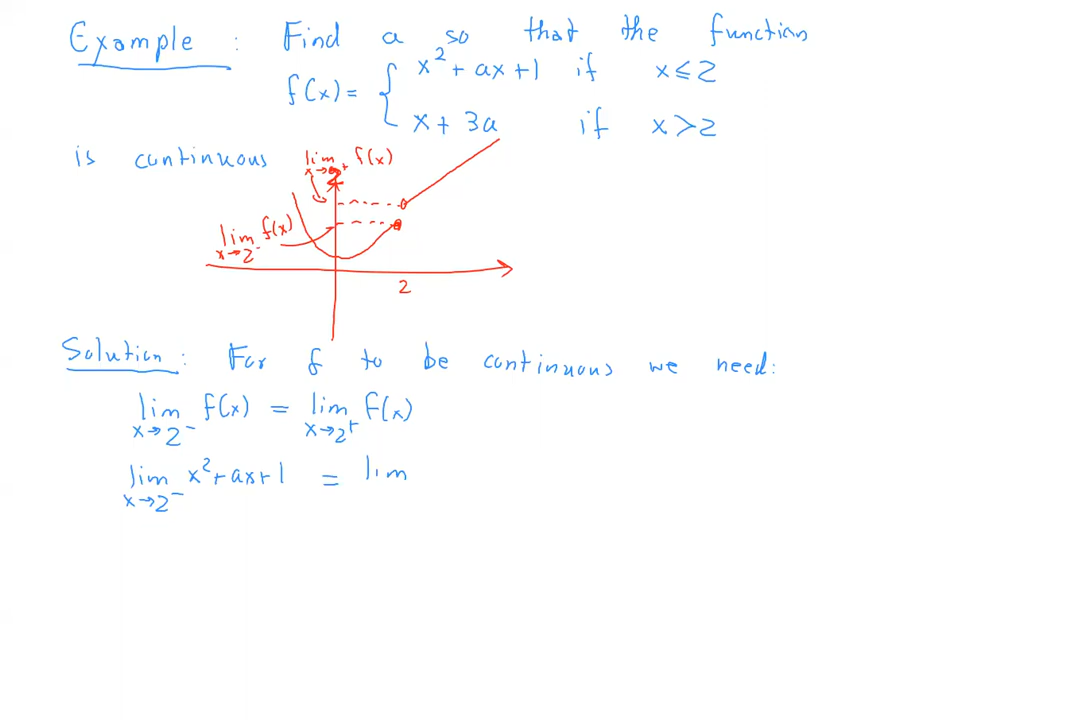 Example : Find a so that the function
f(x) = { x² + ax + 1 if x ≤ 2
x + 3a if x > 2
is continuous
lim x→2⁺ f(x)
lim x→2⁻ f(x)
2
Solution : For f to be continuous we need:
lim x→2⁻ f(x) = lim x→2⁺ f(x)
lim x→2⁻ x² + ax + 1 = lim